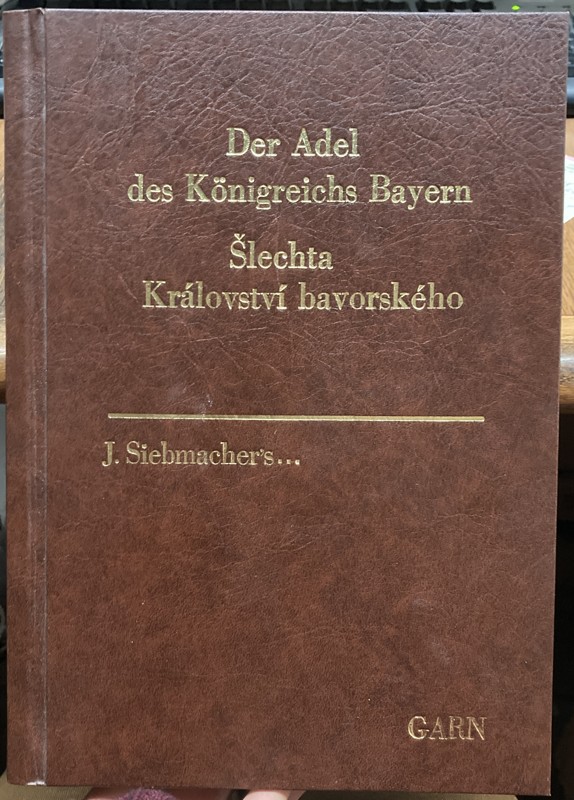 Der Adel
des Königreichs Bayern
Šlechta
Království bavorského
J. Siebmacher's...
GARN